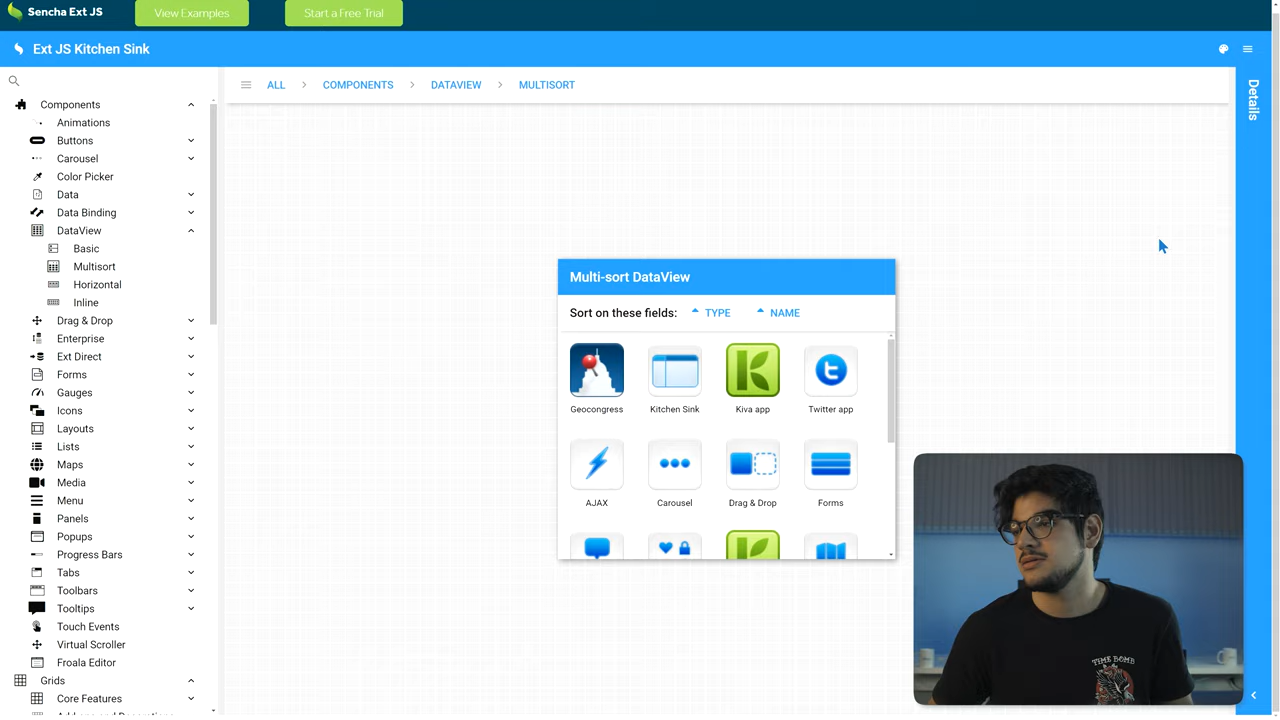 Sencha Ext JS
View Examples
Start a Free Trial
Ext JS Kitchen Sink
ALL
COMPONENTS
DATAVIEW
MULTISORT
Details
Components
Animations
Buttons
Carousel
Color Picker
Data
Data Binding
DataView
Basic
Multisort
Horizontal
Inline
Drag & Drop
Enterprise
Ext Direct
Forms
Gauges
Icons
Layouts
Lists
Maps
Media
Menu
Panels
Popups
Progress Bars
Tabs
Toolbars
Tooltips
Touch Events
Virtual Scroller
Froala Editor
Grids
Core Features
Multi-sort DataView
Sort on these fields: TYPE NAME
Geocongress Kitchen Sink Kiva app Twitter app
AJAX Carousel Drag & Drop Forms
TIME BOMB